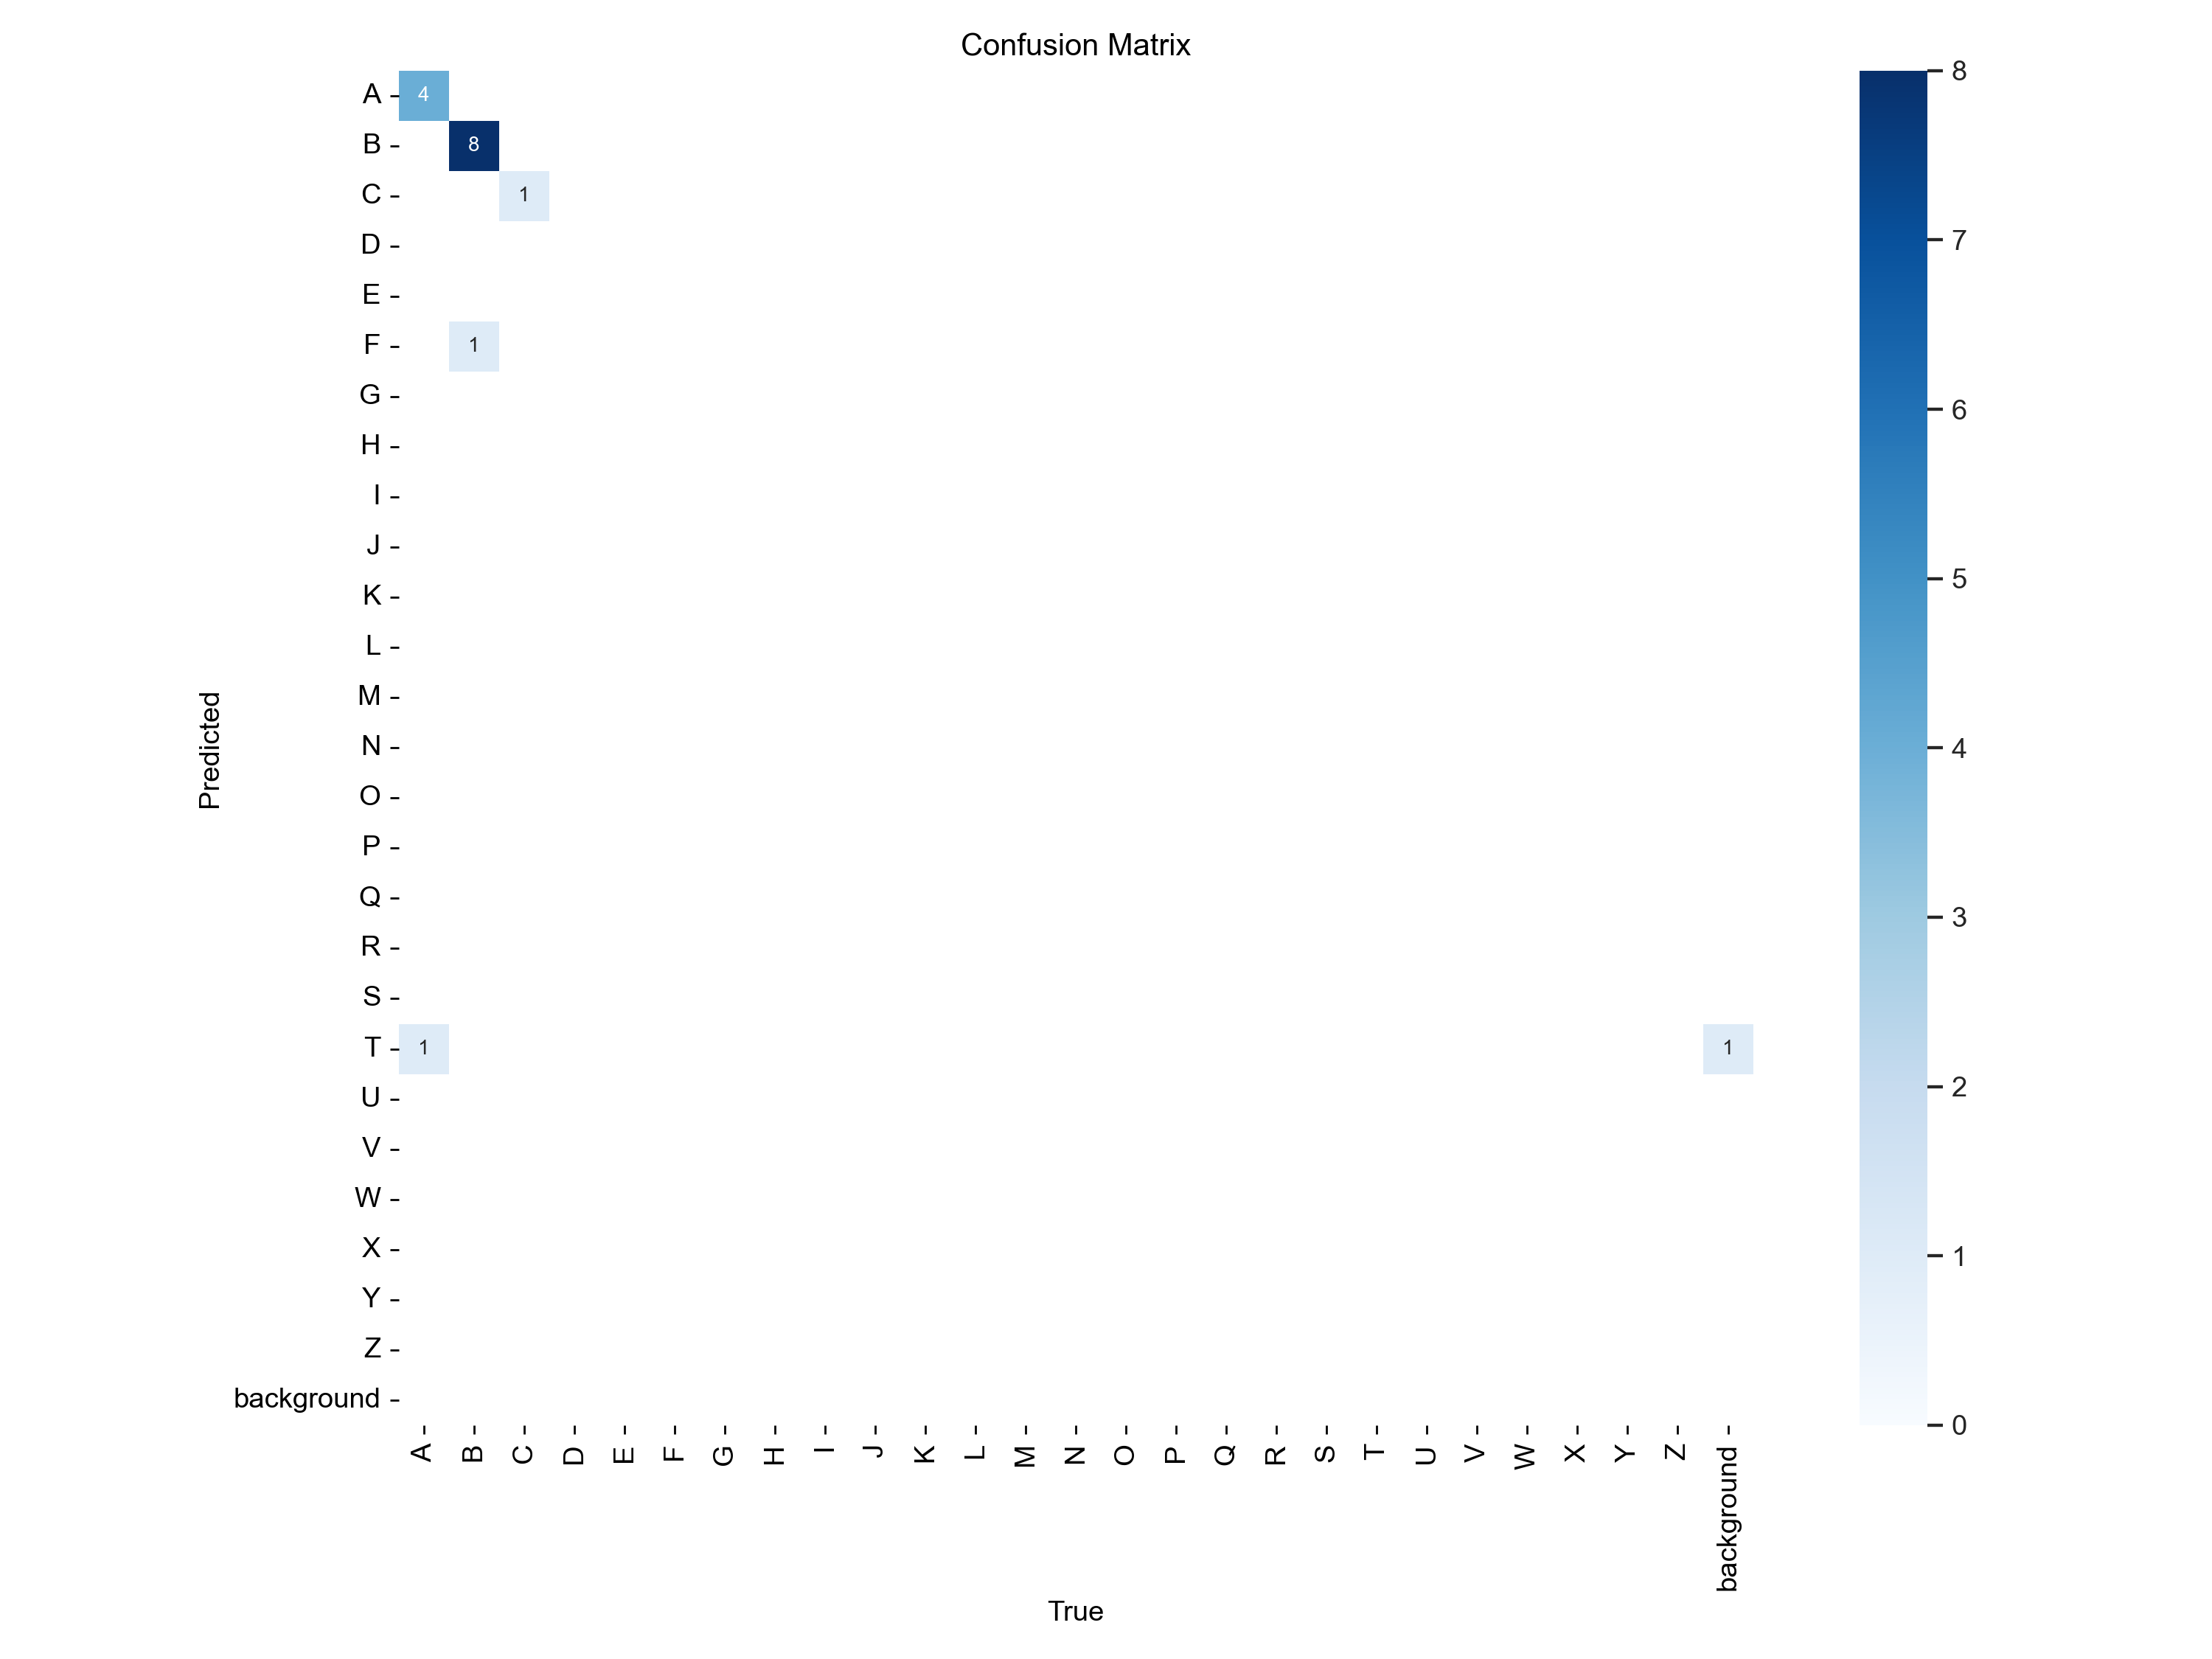 Confusion Matrix
A 4
B 8
C 1
D
E
F 1
G
H
I
J
K
L
M
N
O
P
Q
R
S
T 1 1
U
V
W
X
Y
Z
background
A B C D E F G H I J K L M N O P Q R S T U V W X Y Z background
Predicted
True
8
7
6
5
4
3
2
1
0